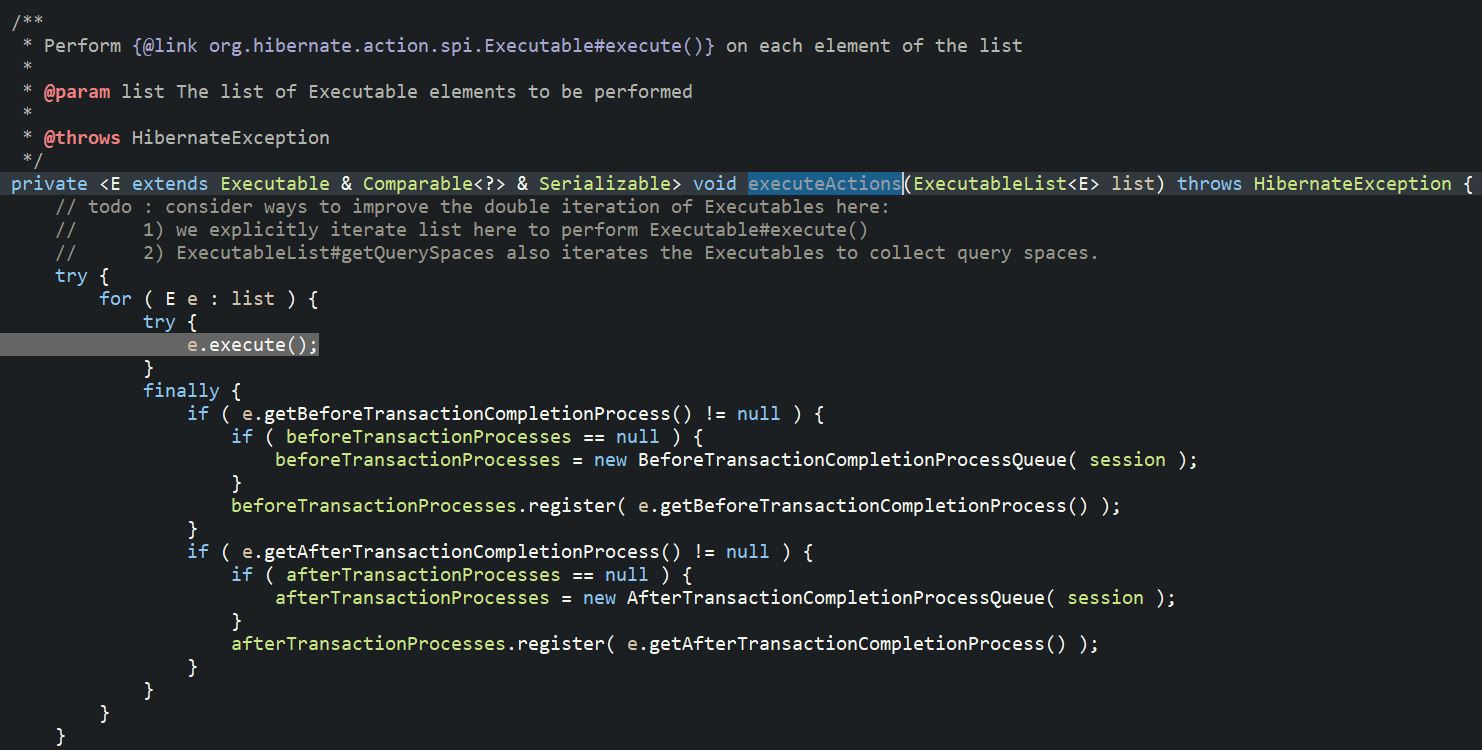 /**
 * Perform {@link org.hibernate.action.spi.Executable#execute()} on each element of the list
 *
 * @param list The list of Executable elements to be performed
 *
 * @throws HibernateException
 */
private <E extends Executable & Comparable<?> & Serializable> void executeActions(ExecutableList<E> list) throws HibernateException {
    // todo : consider ways to improve the double iteration of Executables here:
    //      1) we explicitly iterate list here to perform Executable#execute()
    //      2) ExecutableList#getQuerySpaces also iterates the Executables to collect query spaces.
    try {
        for ( E e : list ) {
            try {
                e.execute();
            }
            finally {
                if ( e.getBeforeTransactionCompletionProcess() != null ) {
                    if ( beforeTransactionProcesses == null ) {
                        beforeTransactionProcesses = new BeforeTransactionCompletionProcessQueue( session );
                    }
                    beforeTransactionProcesses.register( e.getBeforeTransactionCompletionProcess() );
                }
                if ( e.getAfterTransactionCompletionProcess() != null ) {
                    if ( afterTransactionProcesses == null ) {
                        afterTransactionProcesses = new AfterTransactionCompletionProcessQueue( session );
                    }
                    afterTransactionProcesses.register( e.getAfterTransactionCompletionProcess() );
                }
            }
        }
    }